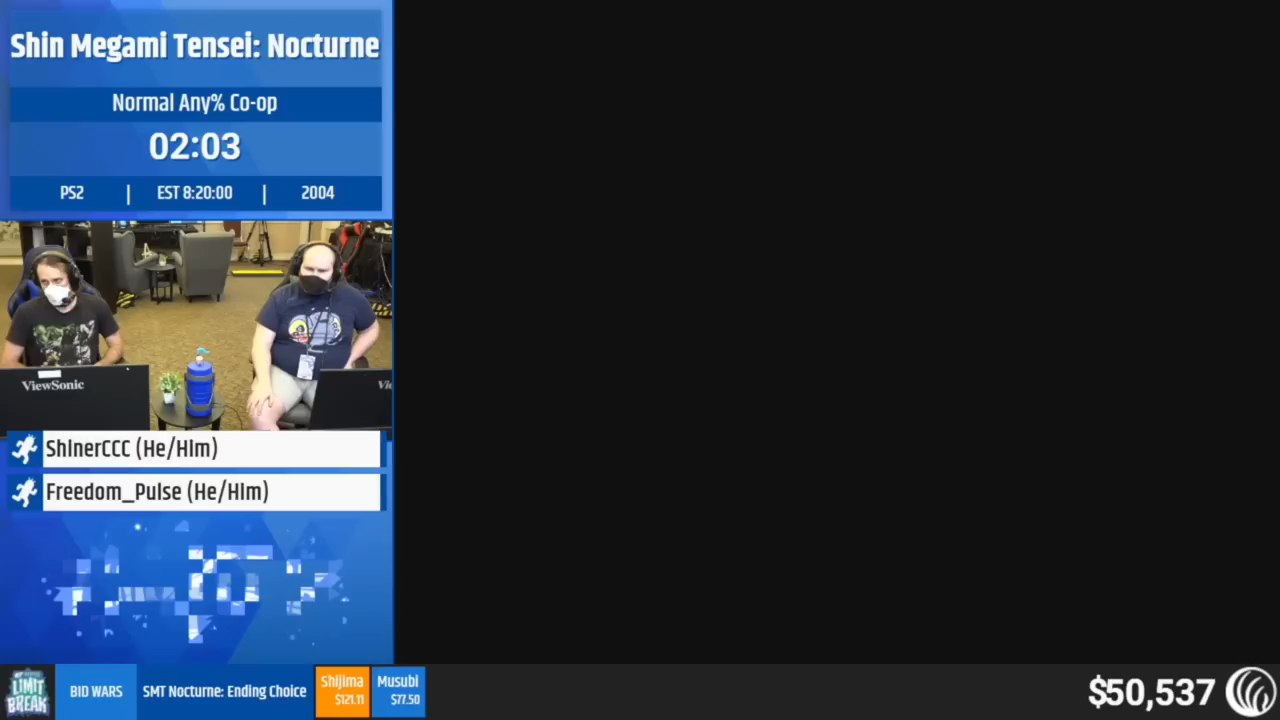 Shin Megami Tensei: Nocturne
Normal Any% Co-op
02:03
PS2 | EST 8:20:00 | 2004
ViewSonic
ShinerCCC (He/Him)
Freedom_Pulse (He/Him)
LIMIT
BREAK
BID WARS
SMT Nocturne: Ending Choice
Shijima
$121.11
Musubi
$77.50
$50,537